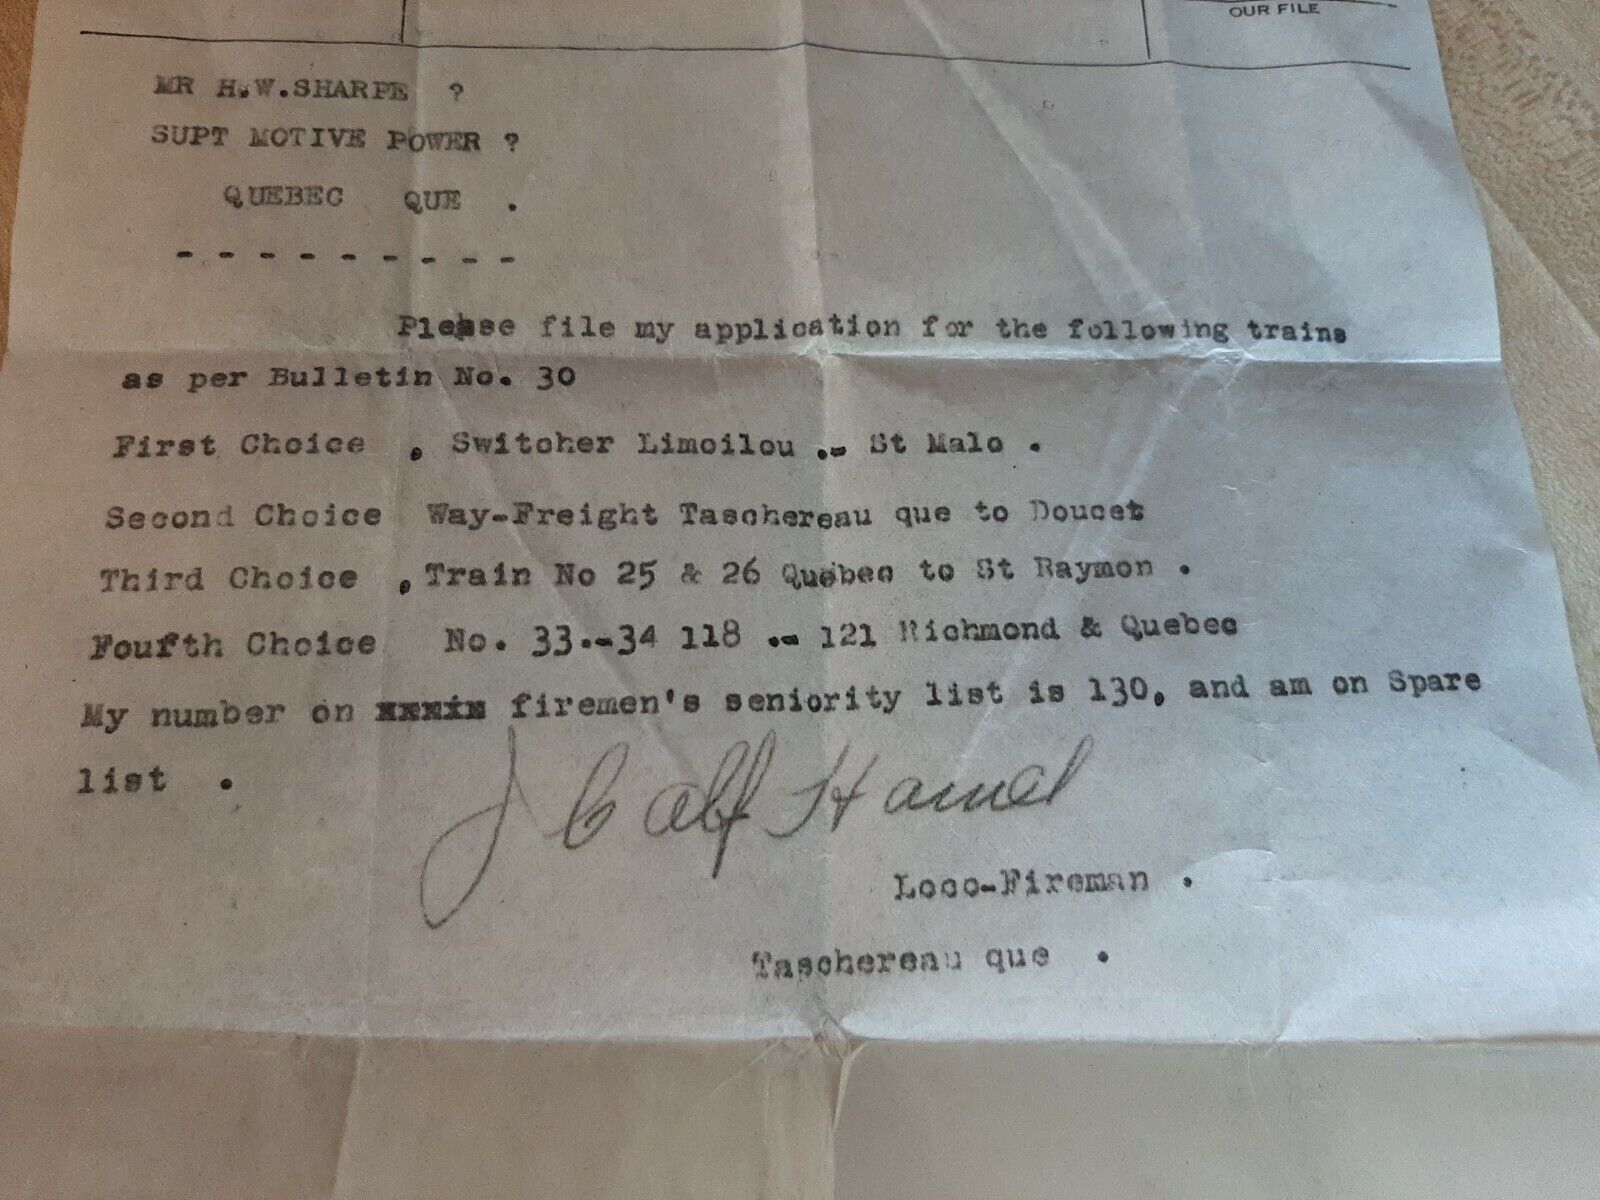 OUR FILE
MR H.W.SHARPE ?
SUPT MOTIVE POWER ?
QUEBEC QUE .
- - - - - - - - -
Please file my application for the following trains
as per Bulletin No. 30
First Choice , Switcher Limoilou .- St Malo .
Second Choice Way-Freight Taschereau que to Doucet
Third Choice , Train No 25 & 26 Quebec to St Raymon .
Fourth Choice No. 33.-34 118 .- 121 Richmond & Quebec
My number on firemen's seniority list is 130, and am on Spare
list .
J Hamel
Loco-Fireman .
Taschereau que .